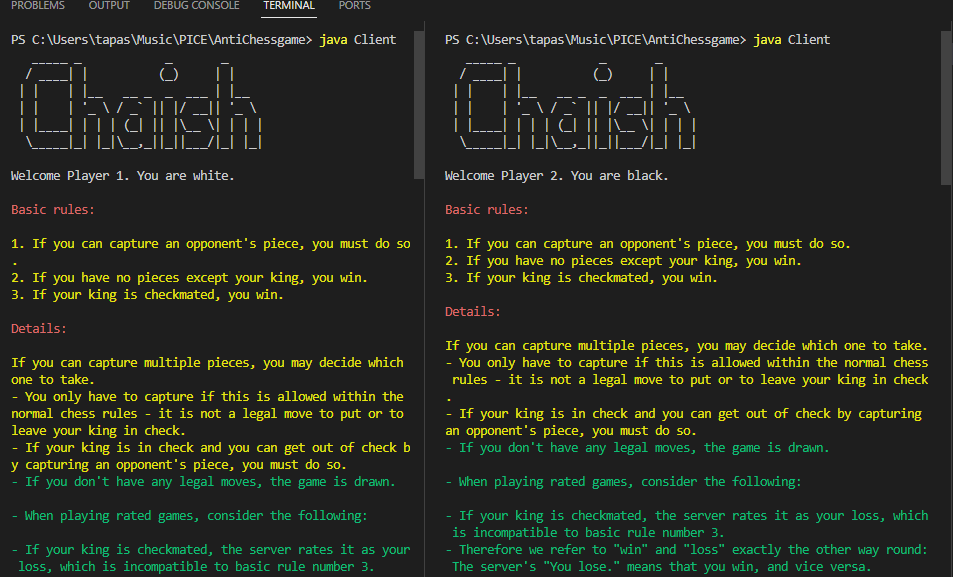 PROBLEMS OUTPUT DEBUG CONSOLE TERMINAL PORTS
PS C:\Users\tapas\Music\PICE\AntiChessgame> java Client
Chaish
Welcome Player 1. You are white.
Basic rules:
1. If you can capture an opponent's piece, you must do so
.
2. If you have no pieces except your king, you win.
3. If your king is checkmated, you win.
Details:
If you can capture multiple pieces, you may decide which
one to take.
- You only have to capture if this is allowed within the
normal chess rules - it is not a legal move to put or to
leave your king in check.
- If your king is in check and you can get out of check b
y capturing an opponent's piece, you must do so.
- If you don't have any legal moves, the game is drawn.
- When playing rated games, consider the following:
- If your king is checkmated, the server rates it as your
loss, which is incompatible to basic rule number 3.
PS C:\Users\tapas\Music\PICE\AntiChessgame> java Client
Chaish
Welcome Player 2. You are black.
Basic rules:
1. If you can capture an opponent's piece, you must do so.
2. If you have no pieces except your king, you win.
3. If your king is checkmated, you win.
Details:
If you can capture multiple pieces, you may decide which one to take.
- You only have to capture if this is allowed within the normal chess
rules - it is not a legal move to put or to leave your king in check
.
- If your king is in check and you can get out of check by capturing
an opponent's piece, you must do so.
- If you don't have any legal moves, the game is drawn.
- When playing rated games, consider the following:
- If your king is checkmated, the server rates it as your loss, which
is incompatible to basic rule number 3.
- Therefore we refer to "win" and "loss" exactly the other way round:
The server's "You lose." means that you win, and vice versa.